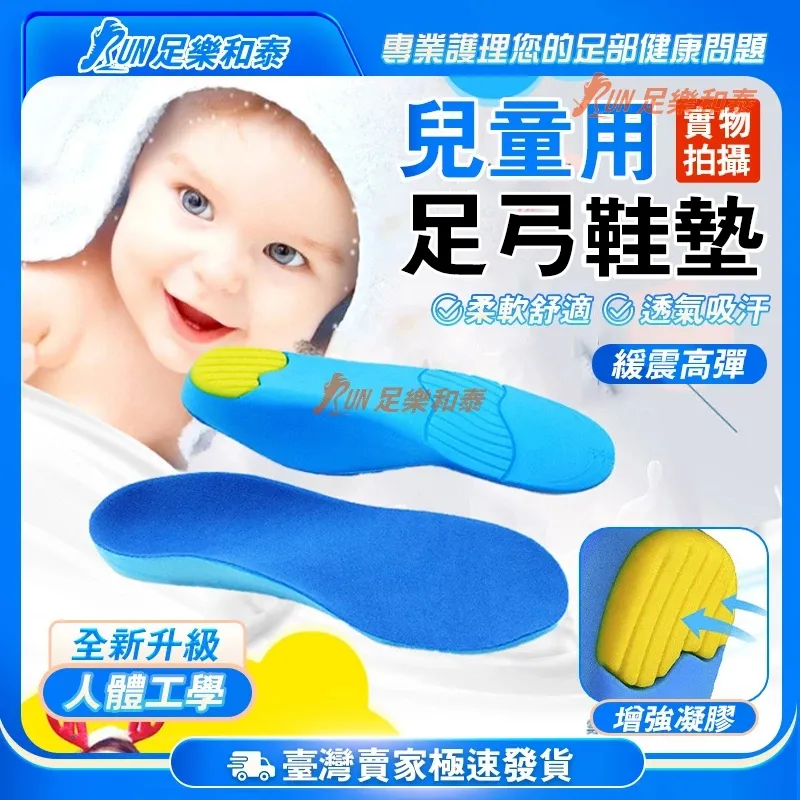 RUN 足樂和泰
專業護理您的足部健康問題
RUN 足樂和泰
兒童用
實物
拍攝
足弓鞋墊
柔軟舒適
透氣吸汗
緩震高彈
RUN 足樂和泰
全新升級
人體工學
增強凝膠
臺灣賣家極速發貨